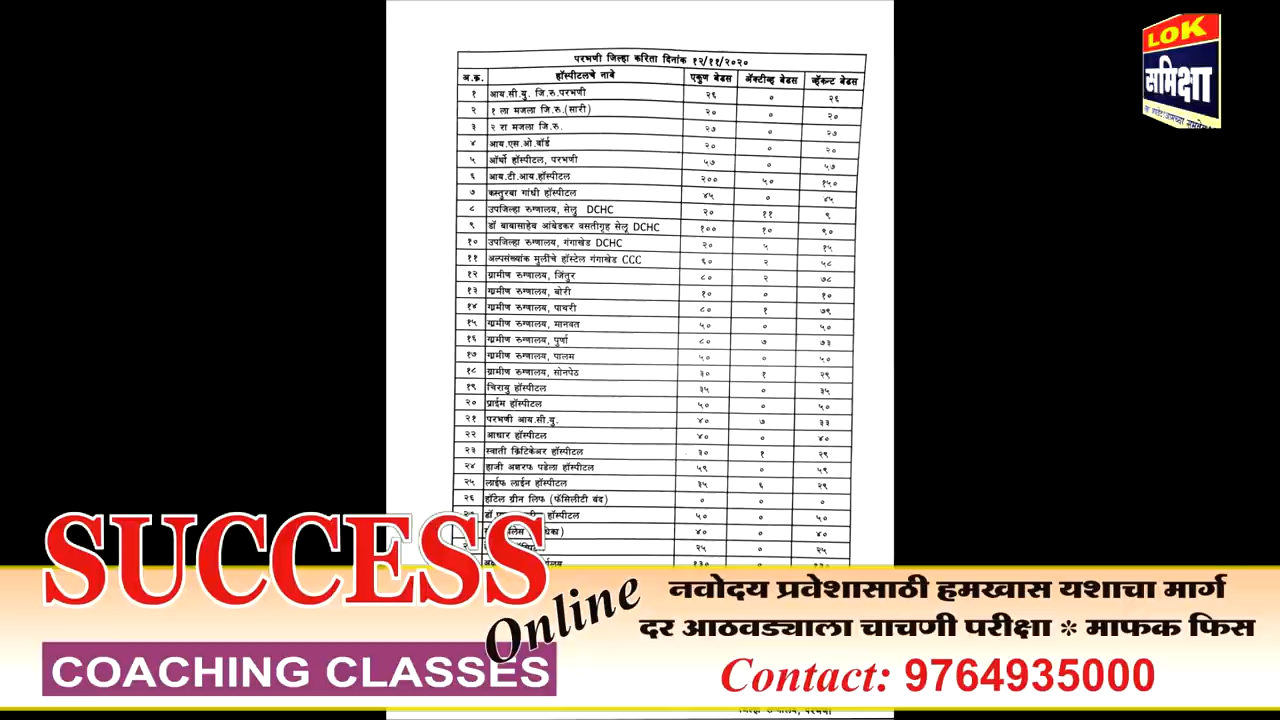 परभणी जिल्हा करिता दिनांक १२/११/२०२०
अ.क्र. हॉस्पीटलचे नावे एकुण बेडस ॲक्टीव्ह बेडस व्हॅकन्ट बेडस
१ आय.सी.यु. जि.रु.परभणी २६ ० २६
२ १ ला मजला जि.रु.(सारी) २० ० २०
३ २ रा मजला जि.रु. २७ ० २७
४ आय.एस.ओ.वॉर्ड २० ० २०
५ ऑर्थो हॉस्पीटल, परभणी ५७ ० ५७
६ आय.टी.आय.हॉस्पीटल २०० ५० १५०
७ कस्तुरबा गांधी हॉस्पीटल ४५ ० ४५
८ उपजिल्हा रुग्णालय, सेलु DCHC २० ११ ९
९ डॉ बाबासाहेब आंबेडकर वसतीगृह सेलू DCHC १०० १० ९०
१० उपजिल्हा रुग्णालय, गंगाखेड DCHC २० ५ १५
११ अल्पसंख्यांक मुलींचे हॉस्टेल गंगाखेड CCC ६० २ ५८
१२ ग्रामीण रुग्णालय, जिंतुर ८० २ ७८
१३ ग्रामीण रुग्णालय, बोरी १० ० १०
१४ ग्रामीण रुग्णालय, पाथरी ८० १ ७९
१५ ग्रामीण रुग्णालय, मानवत ५० ० ५०
१६ ग्रामीण रुग्णालय, पुर्णा ८० ७ ७३
१७ ग्रामीण रुग्णालय, पालम ५० ० ५०
१८ ग्रामीण रुग्णालय, सोनपेठ ३० १ २९
१९ चिरायु हॉस्पीटल ३५ ० ३५
२० प्राईम हॉस्पीटल ५० ० ५०
२१ परभणी आय.सी.यु. ४० ७ ३३
२२ आधार हॉस्पीटल ४० ० ४०
२३ स्वाती क्रिटिकेअर हॉस्पीटल ३० १ २९
२४ हाजी अशरफ पडेला हॉस्पीटल ५९ ० ५९
२५ लाईफ लाईन हॉस्पीटल ३५ ६ २९
२६ हॉटेल ग्रीन लिफ (फॅसिलीटी बंद) ० ० ०
डॉ हॉस्पीटल ५० ० ५०
४० ० ४०
२५ ० २५
१३० ०
LOK
समिक्षा
SUCCESS
Online
COACHING CLASSES
नवोदय प्रवेशासाठी हमखास यशाचा मार्ग
दर आठवड्याला चाचणी परीक्षा * माफक फिस
Contact: 9764935000